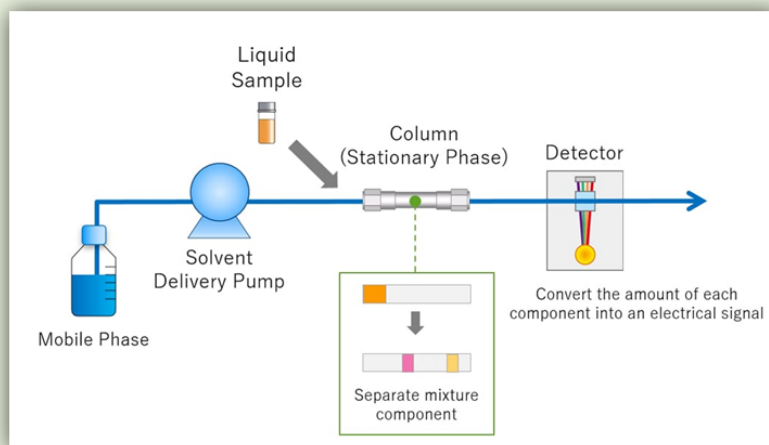 Liquid
Sample
Column
(Stationary Phase)
Detector
Solvent
Delivery Pump
Mobile Phase
Convert the amount of each
component into an electrical signal
Separate mixture
component